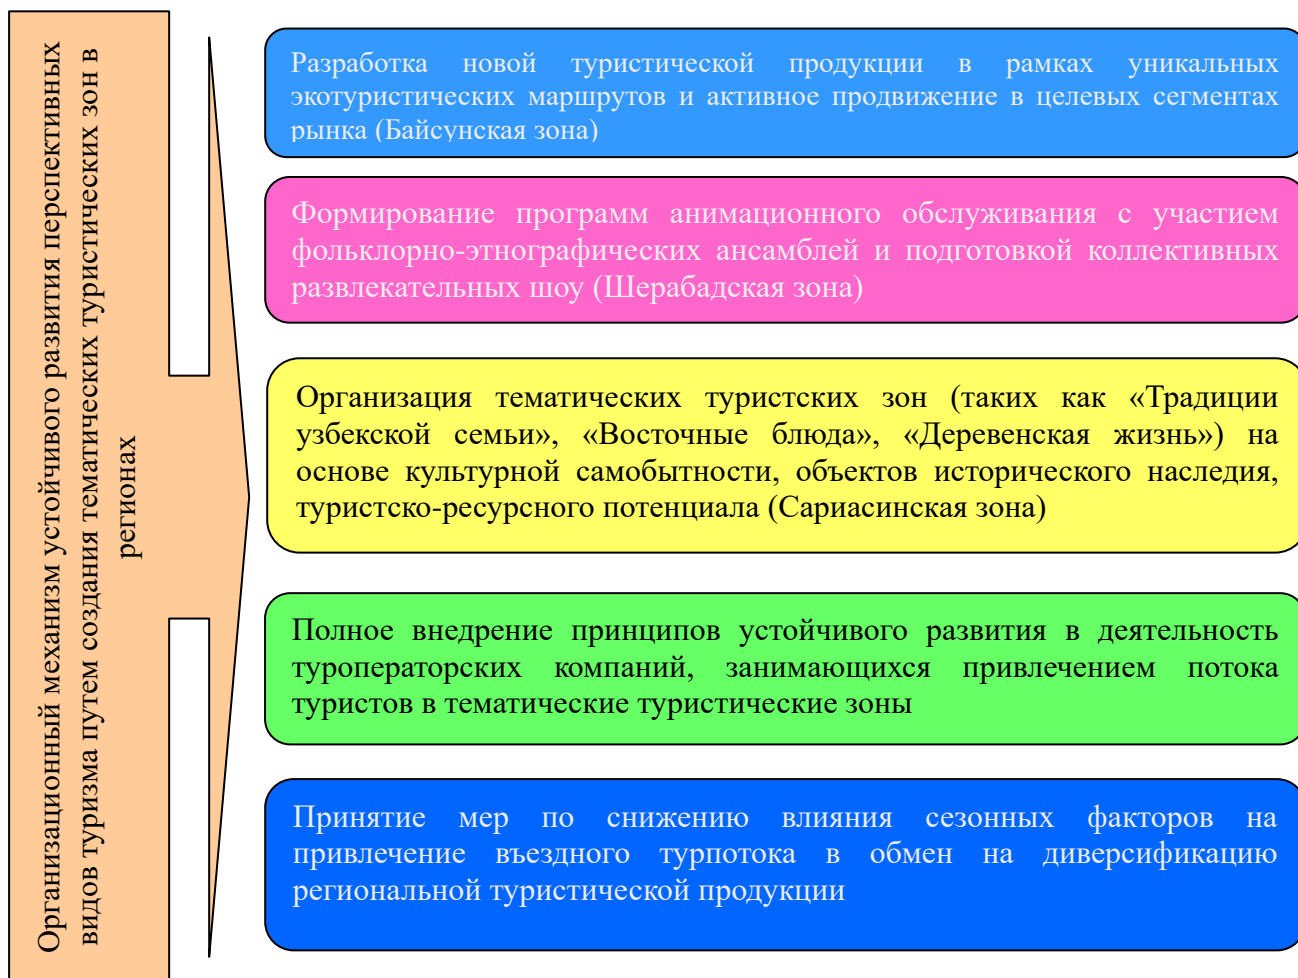 Организационный механизм устойчивого развития перспективных
видов туризма путем создания тематических туристических зон в
регионах
Разработка новой туристической продукции в рамках уникальных
экотуристических маршрутов и активное продвижение в целевых сегментах
рынка (Байсунская зона)
Формирование программ анимационного обслуживания с участием
фольклорно-этнографических ансамблей и подготовкой коллективных
развлекательных шоу (Шерабадская зона)
Организация тематических туристских зон (таких как «Традиции
узбекской семьи», «Восточные блюда», «Деревенская жизнь») на
основе культурной самобытности, объектов исторического наследия,
туристско-ресурсного потенциала (Сариасинская зона)
Полное внедрение принципов устойчивого развития в деятельность
туроператорских компаний, занимающихся привлечением потока
туристов в тематические туристические зоны
Принятие мер по снижению влияния сезонных факторов на
привлечение въездного турпотока в обмен на диверсификацию
региональной туристической продукции